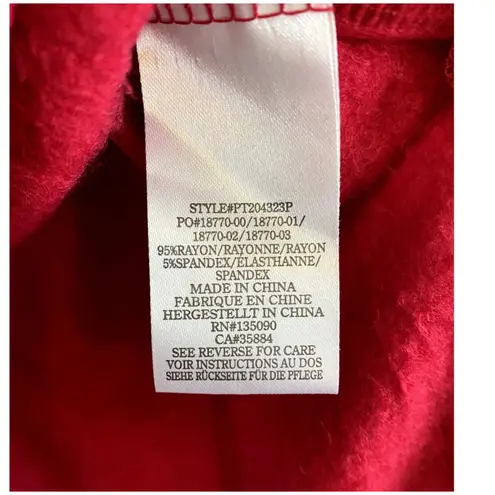 STYLE#PT204323P
PO#18770-00/18770-01/
18770-02/18770-03
95%RAYON/RAYONNE/RAYON
5%SPANDEX/ÉLASTHANNE/
SPANDEX
MADE IN CHINA
FABRIQUE EN CHINE
HERGESTELLT IN CHINA
RN#135090
CA#35884
SEE REVERSE FOR CARE
VOIR INSTRUCTIONS AU DOS
SIEHE RÜCKSEITE FÜR DIE PFLEGE